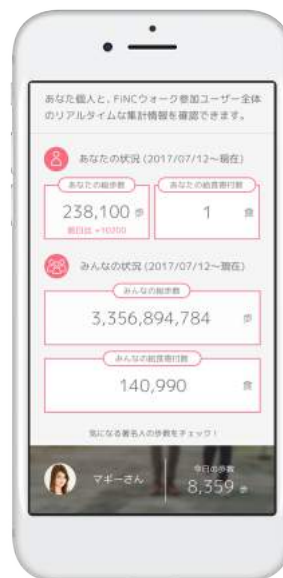 あなた個人と、FiNCウォーク参加ユーザー全体
のリアルタイムな集計情報を確認できます。
あなたの状況 (2017/07/12〜現在)
あなたの総歩数
238,100 歩
前回比 +10200
あなたの給食寄付数
1 食
みんなの状況 (2017/07/12〜現在)
みんなの総歩数
3,356,894,784 歩
みんなの給食寄付数
140,990 食
気になる著名人の歩数をチェック！
マギーさん
今日の歩数
8,359 歩